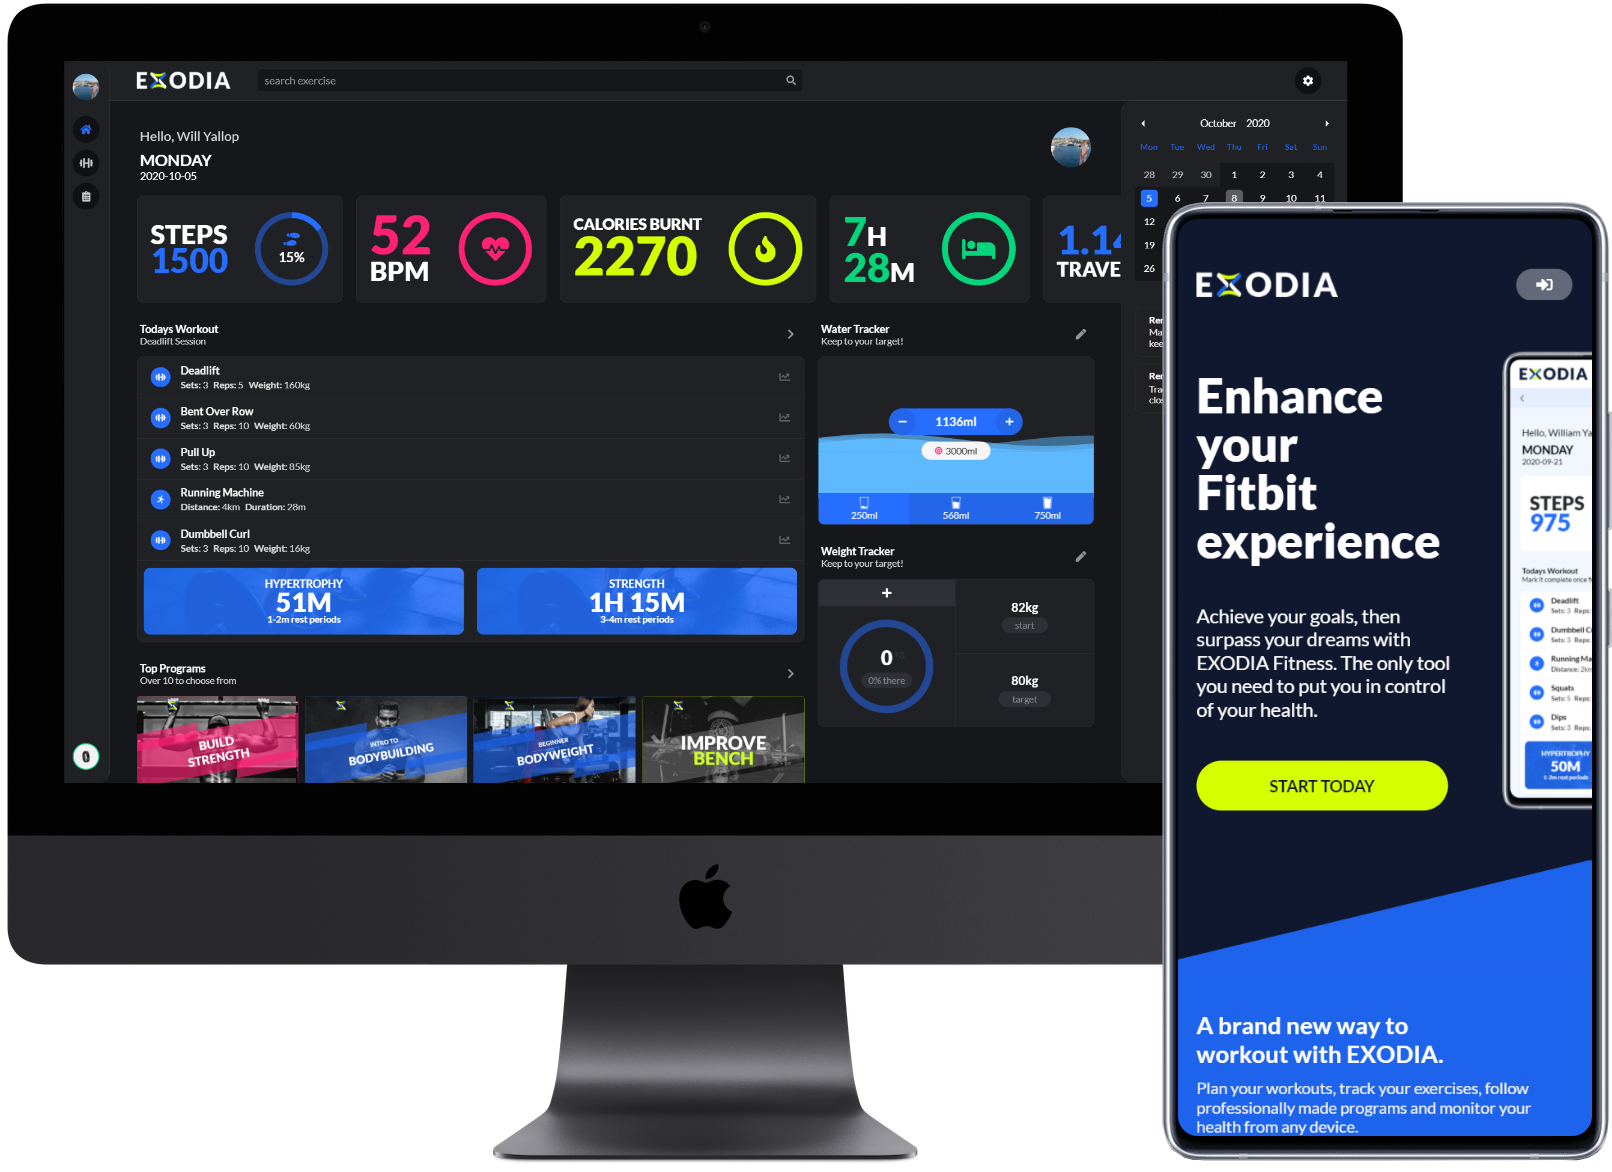 EXODIA
search exercise
Hello, Will Yallop
MONDAY
2020-10-05
STEPS
1500
15%
52
BPM
CALORIES BURNT
2270
7H
28M
1.14
TRAVE
October 2020
Mon Tue Wed Thu Fri Sat Sun
28 29 30 1 2 3 4
5 6 7 8 9 10 11
12
19
26
Todays Workout
Deadlift Session
Deadlift
Sets: 3 Reps: 5 Weight: 160kg
Bent Over Row
Sets: 3 Reps: 10 Weight: 60kg
Pull Up
Sets: 3 Reps: 10 Weight: 85kg
Running Machine
Distance: 4km Duration: 28m
Dumbbell Curl
Sets: 3 Reps: 10 Weight: 16kg
HYPERTROPHY
51M
1-2m rest periods
STRENGTH
1H 15M
3-4m rest periods
Top Programs
Over 10 to choose from
BUILD
STRENGTH
INTRO TO
BODYBUILDING
BEGINNER
BODYWEIGHT
IMPROVE
BENCH
0
Water Tracker
Keep to your target!
1136ml
3000ml
250ml 568ml 750ml
Weight Tracker
Keep to your target!
+
0 kg
0% there
82kg
start
80kg
target
Rer
Ma
kee
Rer
Tra
clos
EXODIA
Enhance
your
Fitbit
experience
Achieve your goals, then
surpass your dreams with
EXODIA Fitness. The only tool
you need to put you in control
of your health.
START TODAY
EXODIA
Hello, William Ya
MONDAY
2020-09-21
STEPS
975
Todays Workout
Mark it complete once f
Deadlift
Sets: 3 Reps:
Dumbbell C
Sets: 3 Reps:
Running Ma
Distance: 2km
Squats
Sets: 5 Reps:
Dips
Sets: 3 Reps:
HYPERTROPHY
50M
1-2m rest periods
A brand new way to
workout with EXODIA.
Plan your workouts, track your exercises, follow
professionally made programs and monitor your
health from any device.